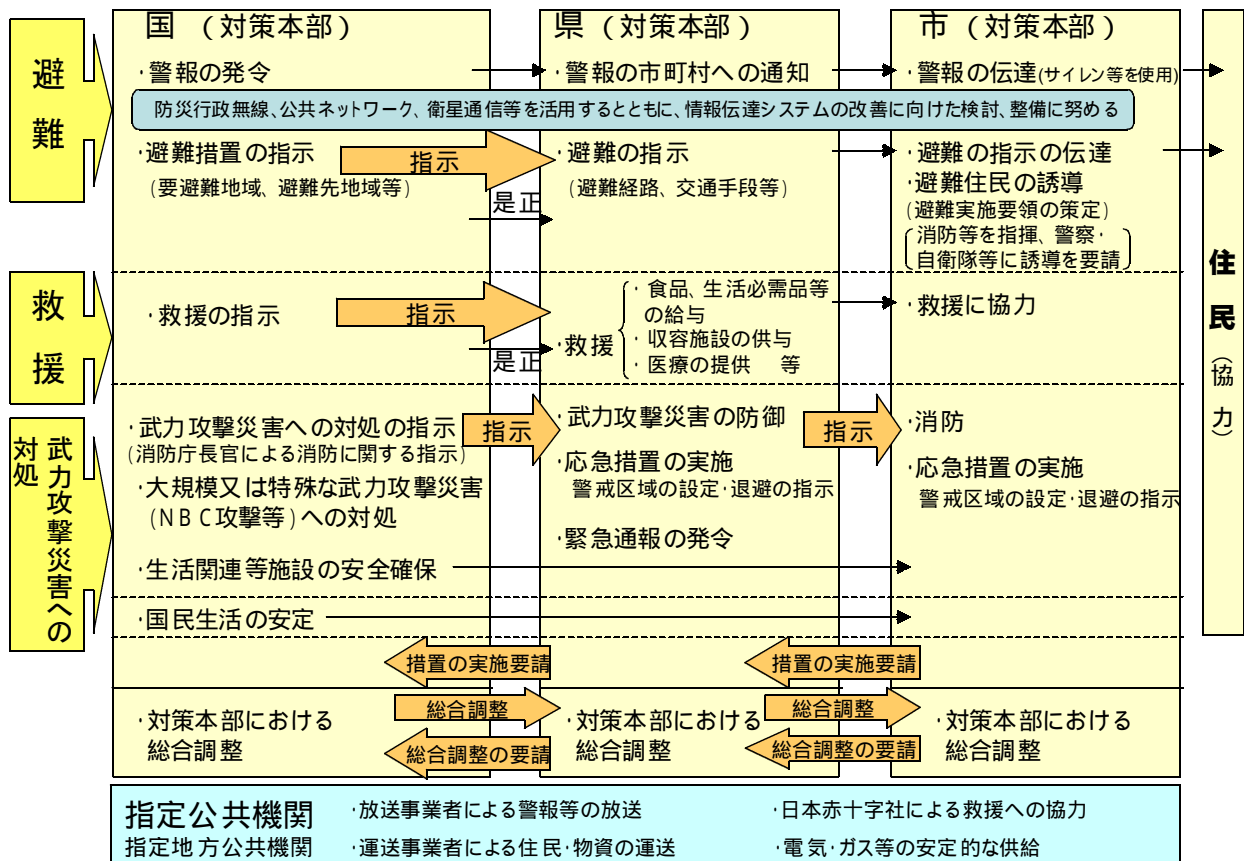 国 (対策本部)
県 (対策本部)
市 (対策本部)
避難
・警報の発令
・警報の市町村への通知
・警報の伝達(サイレン等を使用)
防災行政無線、公共ネットワーク、衛星通信等を活用するとともに、情報伝達システムの改善に向けた検討、整備に努める
・避難措置の指示
(要避難地域、避難先地域等)
指示
是正
・避難の指示
(避難経路、交通手段等)
・避難の指示の伝達
・避難住民の誘導
(避難実施要領の策定)
消防等を指揮、警察・
自衛隊等に誘導を要請
住民(協力)
救援
・救援の指示
指示
是正
・救援
・食品、生活必需品等
の給与
・収容施設の供与
・医療の提供 等
・救援に協力
武力攻撃災害への
対処
・武力攻撃災害への対処の指示
(消防庁長官による消防に関する指示)
指示
・大規模又は特殊な武力攻撃災害
(NBC攻撃等)への対処
・生活関連等施設の安全確保
・武力攻撃災害の防御
指示
・応急措置の実施
警戒区域の設定・退避の指示
・緊急通報の発令
・消防
・応急措置の実施
警戒区域の設定・退避の指示
・国民生活の安定
措置の実施要請
措置の実施要請
・対策本部における
総合調整
総合調整
総合調整の要請
・対策本部における
総合調整
総合調整
総合調整の要請
・対策本部における
総合調整
指定公共機関
指定地方公共機関
・放送事業者による警報等の放送
・日本赤十字社による救援への協力
・運送事業者による住民・物資の運送
・電気・ガス等の安定的な供給